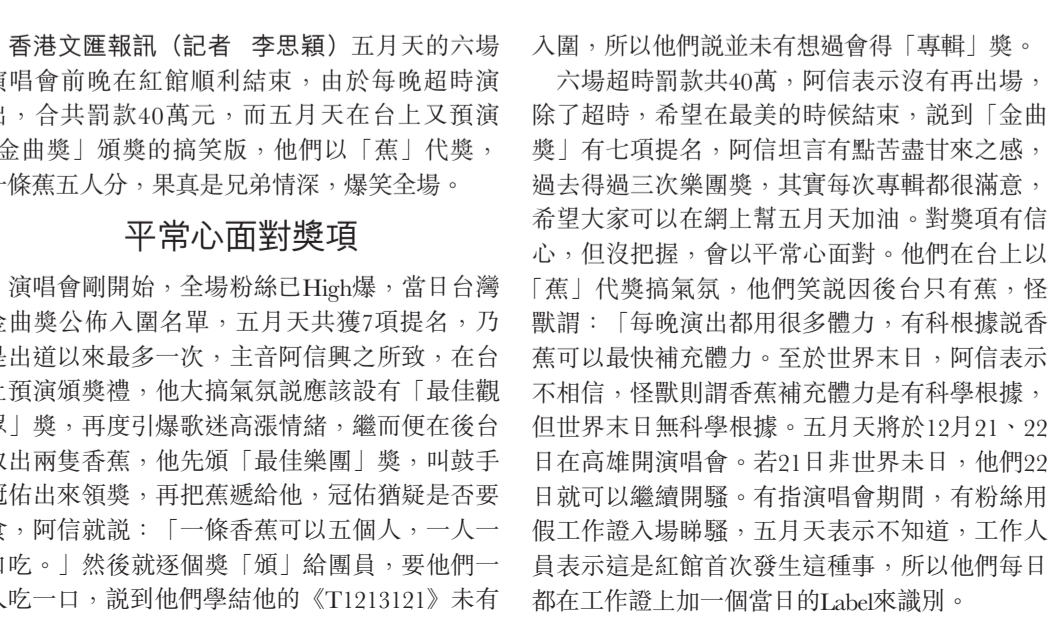 香港文匯報訊（記者　李思穎）五月天的六場
演唱會前晚在紅館順利結束，由於每晚超時演
出，合共罰款40萬元，而五月天在台上又預演
金曲獎」頒獎的搞笑版，他們以「蕉」代獎，
一條蕉五人分，果真是兄弟情深，爆笑全場。
平常心面對獎項
演唱會剛開始，全場粉絲已High爆，當日台灣
金曲獎公佈入圍名單，五月天共獲7項提名，乃
是出道以來最多一次，主音阿信興之所致，在台
上預演頒獎禮，他大搞氣氛説應該設有「最佳觀
眾」獎，再度引爆歌迷高漲情緒，繼而便在後台
取出兩隻香蕉，他先頒「最佳樂團」獎，叫鼓手
冠佑出來領獎，再把蕉遞給他，冠佑猶疑是否要
食，阿信就説：「一條香蕉可以五個人，一人一
口吃。」然後就逐個獎「頒」給團員，要他們一
人吃一口，説到他們學結他的《T1213121》未有
入圍，所以他們説並未有想過會得「專輯」獎。
六場超時罰款共40萬，阿信表示沒有再出場，
除了超時，希望在最美的時候結束，説到「金曲
獎」有七項提名，阿信坦言有點苦盡甘來之感，
過去得過三次樂團獎，其實每次專輯都很滿意，
希望大家可以在網上幫五月天加油。對獎項有信
心，但沒把握，會以平常心面對。他們在台上以
「蕉」代獎搞氣氛，他們笑説因後台只有蕉，怪
獸謂：「每晚演出都用很多體力，有科根據説香
蕉可以最快補充體力。至於世界末日，阿信表示
不相信，怪獸則謂香蕉補充體力是有科學根據，
但世界末日無科學根據。五月天將於12月21、22
日在高雄開演唱會。若21日非世界未日，他們22
日就可以繼續開騷。有指演唱會期間，有粉絲用
假工作證入場睇騷，五月天表示不知道，工作人
員表示這是紅館首次發生這種事，所以他們每日
都在工作證上加一個當日的Label來識別。